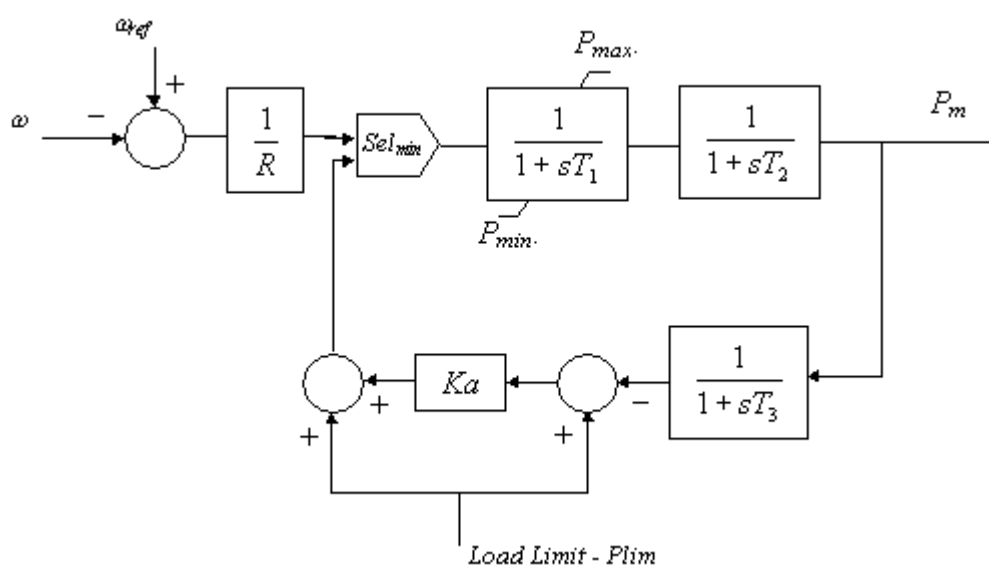 ω_ref
+
ω
−
1
R
Sel_min
P_max.
1
1 + sT_1
P_min.
1
1 + sT_2
P_m
1
1 + sT_3
−
+
Ka
+
+
Load Limit - Plim